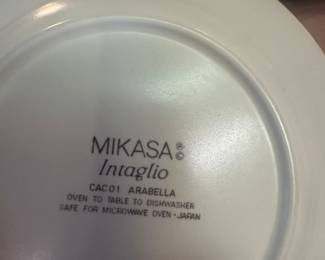 MIKASA®©
Intaglio
CAC01 ARABELLA
OVEN TO TABLE TO DISHWASHER
SAFE FOR MICROWAVE OVEN-JAPAN